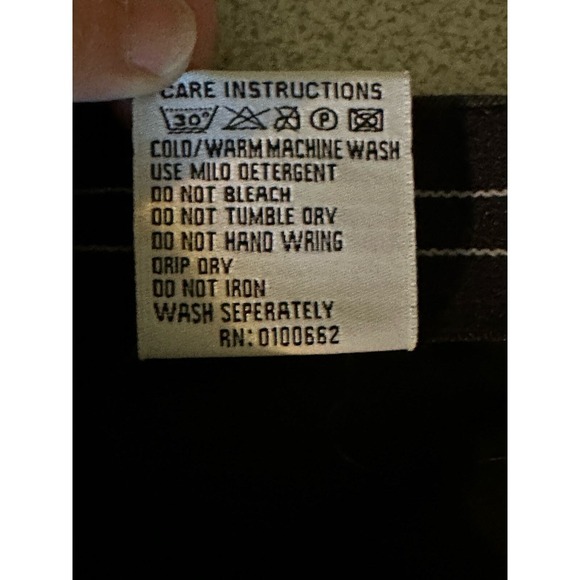 CARE INSTRUCTIONS
30°
P
COLD/WARM MACHINE WASH
USE MILD DETERGENT
DO NOT BLEACH
DO NOT TUMBLE DRY
DO NOT HAND WRING
DRIP DRY
DO NOT IRON
WASH SEPERATELY
RN: 0100662